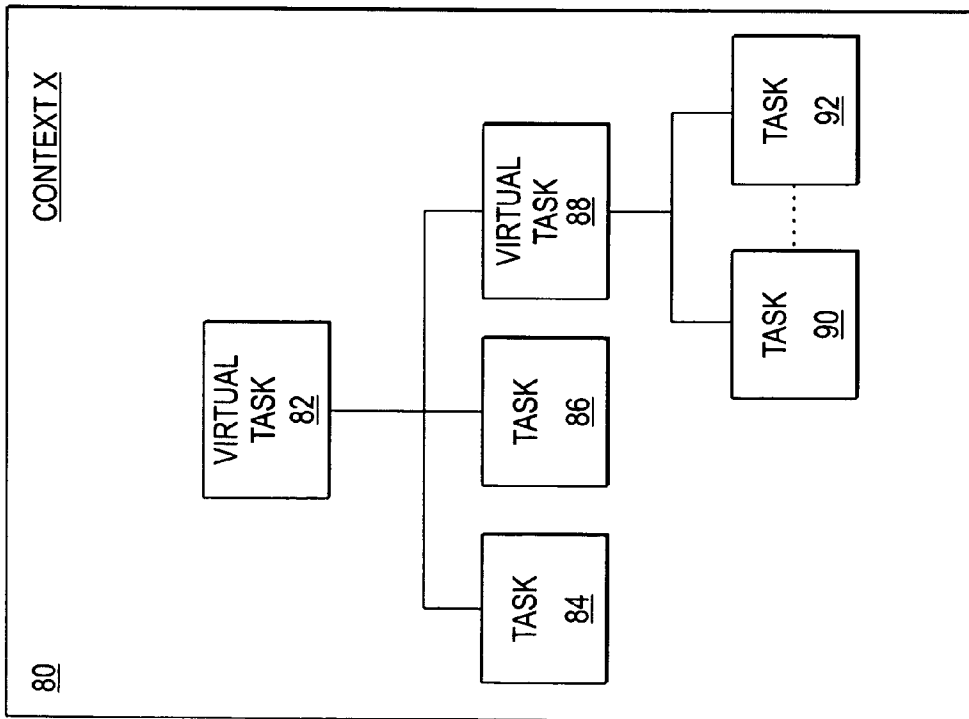 80
CONTEXT X
VIRTUAL
TASK
82
TASK
84
TASK
86
VIRTUAL
TASK
88
TASK
90
TASK
92